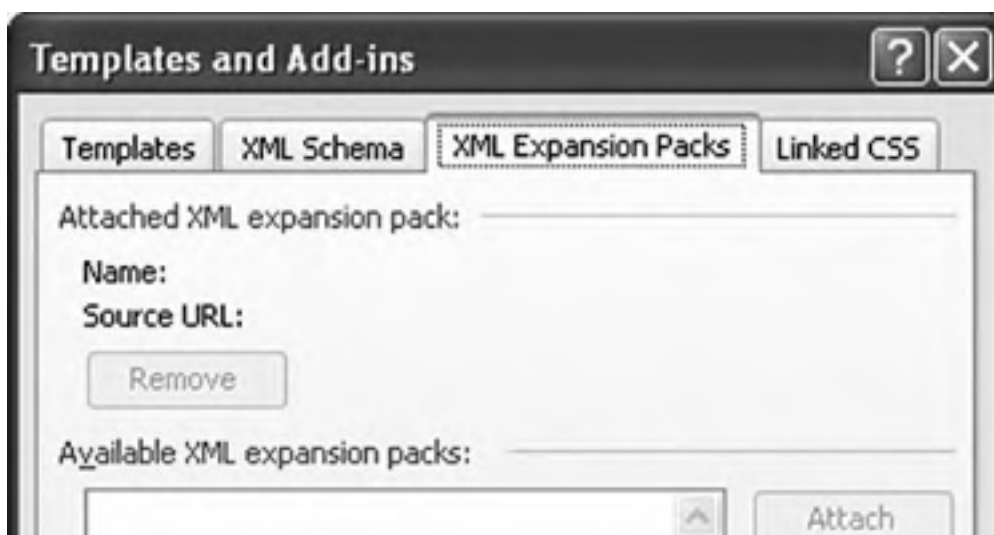 Templates and Add-ins
Templates XML Schema XML Expansion Packs Linked CSS
Attached XML expansion pack:
Name:
Source URL:
Remove
Available XML expansion packs:
Attach